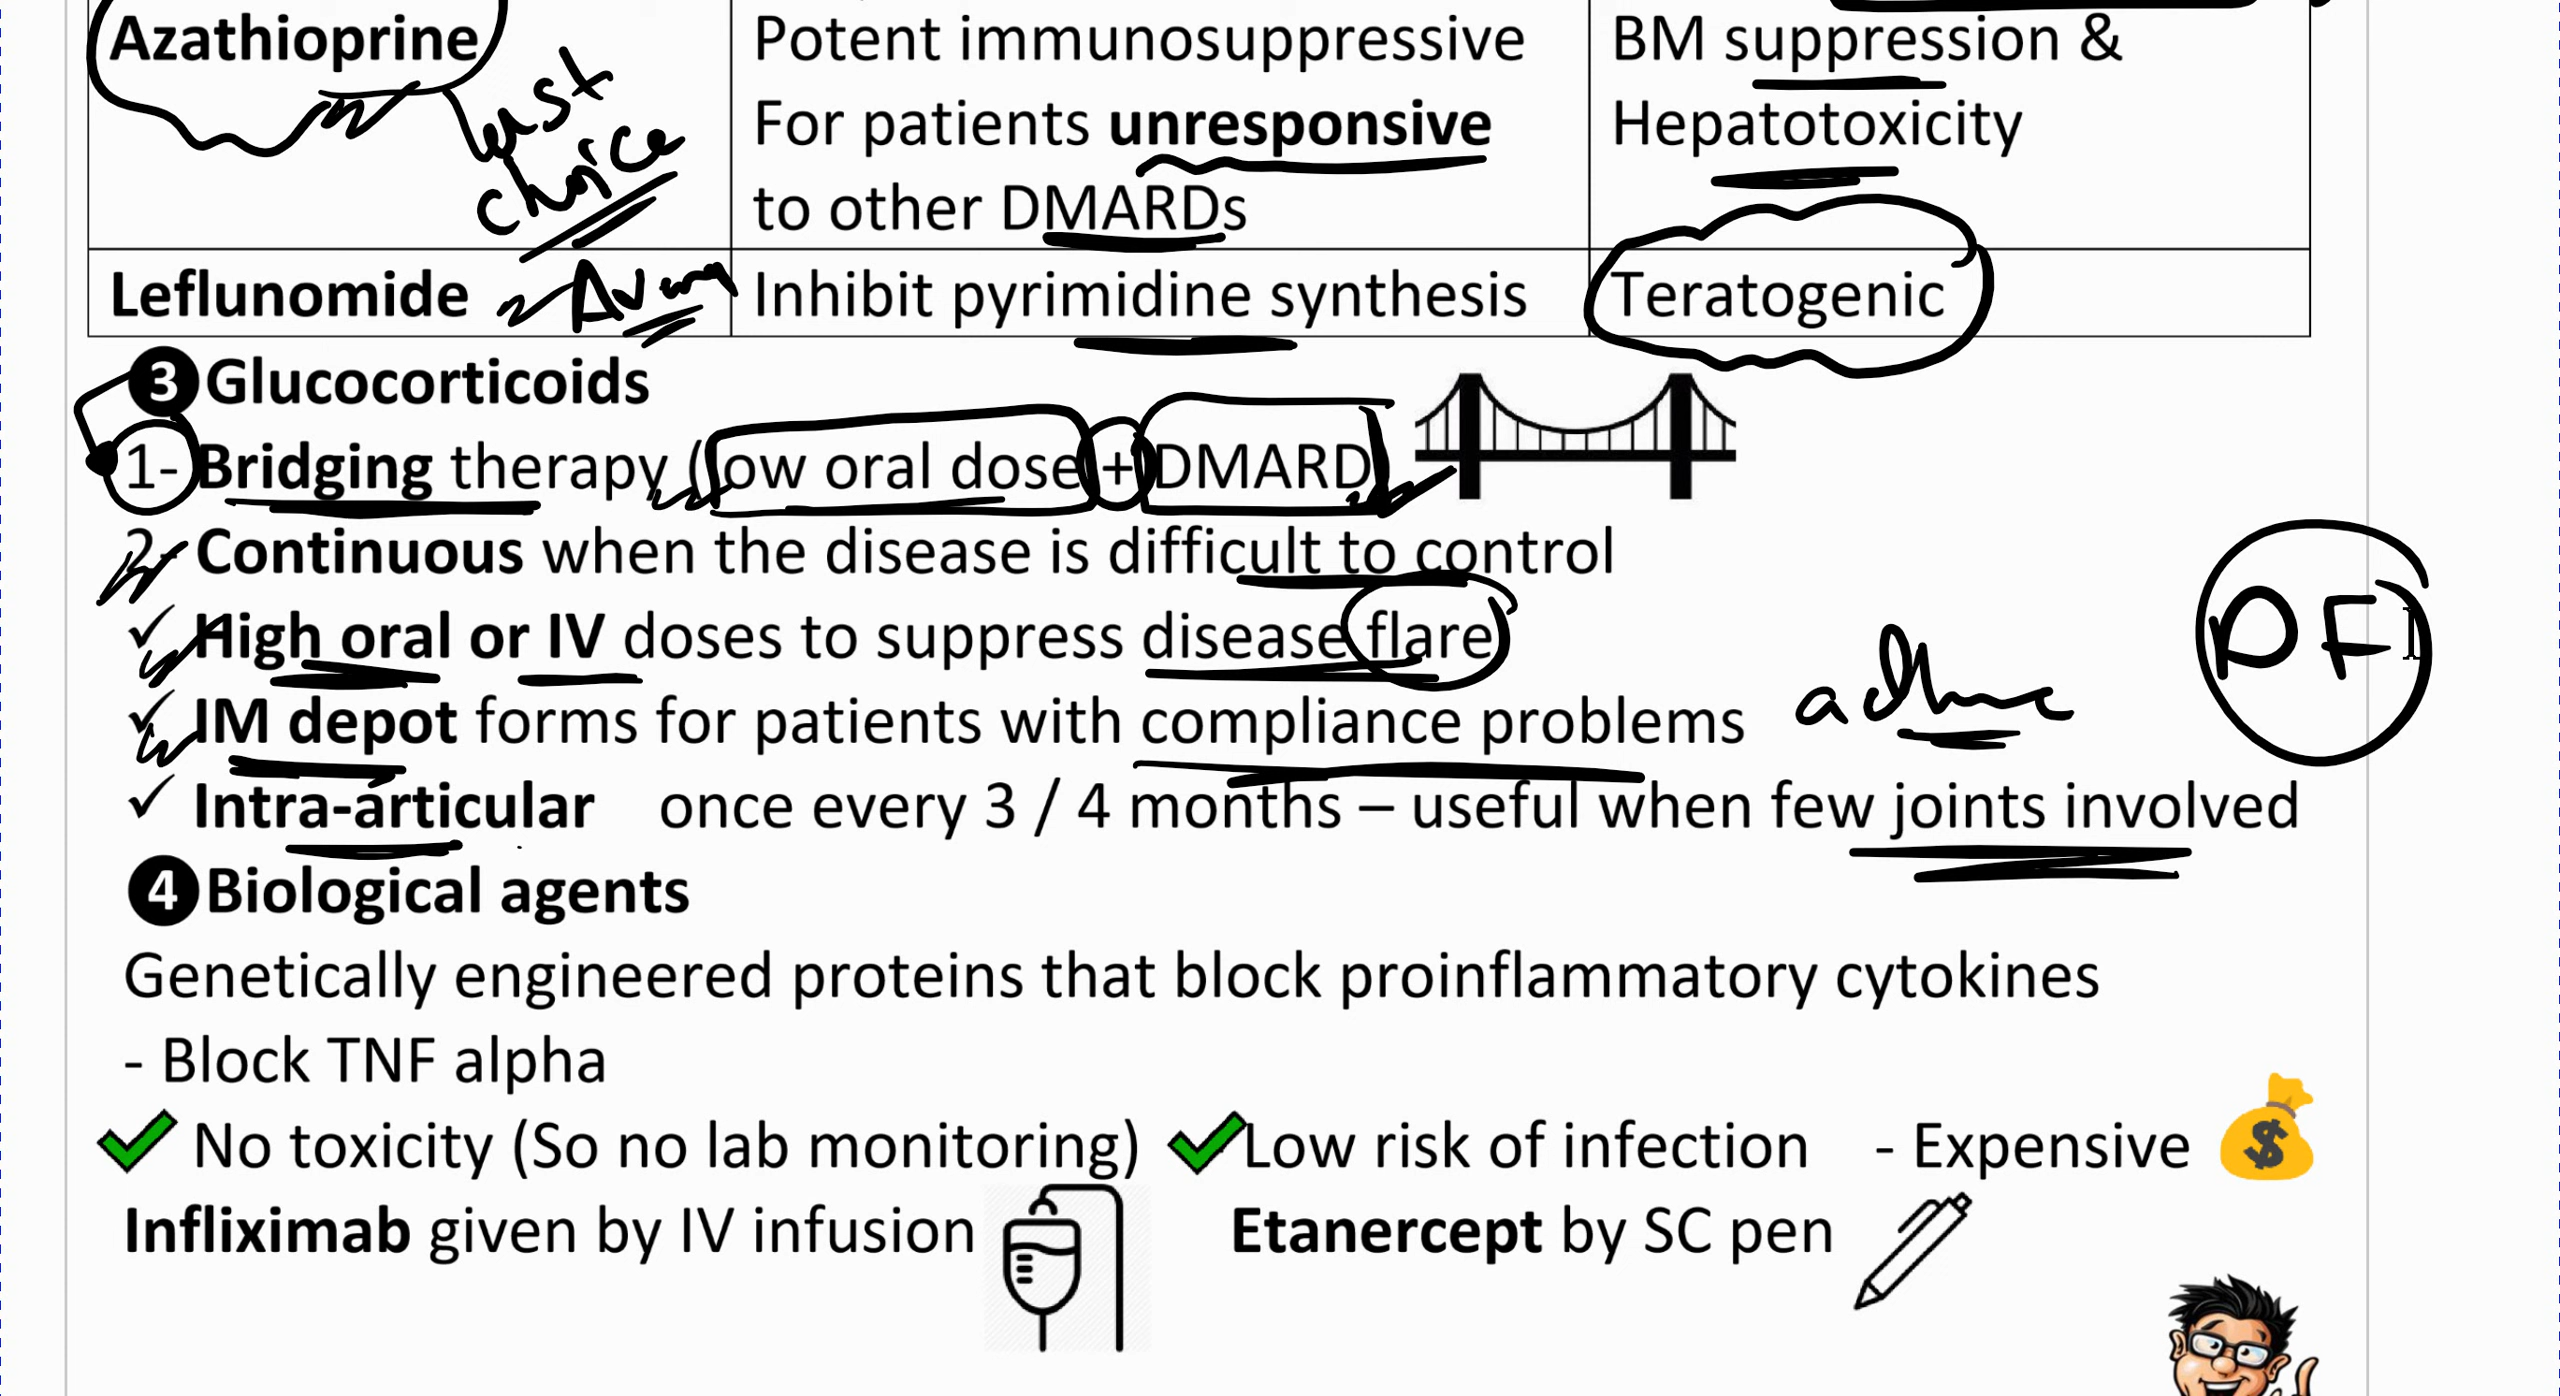 Azathioprine
last
choice
Potent immunosuppressive
For patients unresponsive
to other DMARDs
BM suppression &
Hepatotoxicity
Leflunomide
Inhibit pyrimidine synthesis
Teratogenic
3 Glucocorticoids
1- Bridging therapy (low oral dose + DMARD)
2- Continuous when the disease is difficult to control
✓ High oral or IV doses to suppress disease flare
✓ IM depot forms for patients with compliance problems
✓ Intra-articular once every 3 / 4 months – useful when few joints involved
4 Biological agents
Genetically engineered proteins that block proinflammatory cytokines
- Block TNF alpha
✓ No toxicity (So no lab monitoring) ✓ Low risk of infection - Expensive $
Infliximab given by IV infusion Etanercept by SC pen